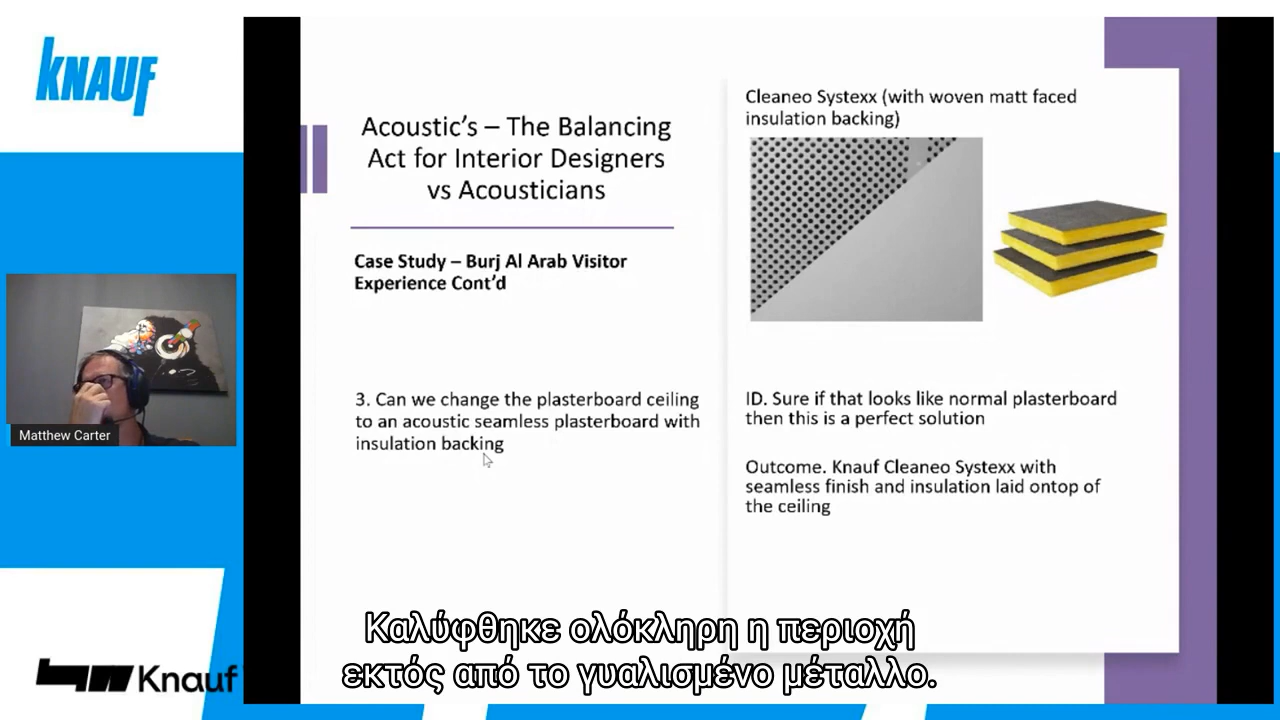 KNAUF
Acoustic's – The Balancing
Act for Interior Designers
vs Acousticians
Case Study – Burj Al Arab Visitor
Experience Cont'd
3. Can we change the plasterboard ceiling
to an acoustic seamless plasterboard with
insulation backing
Cleaneo Systexx (with woven matt faced
insulation backing)
ID. Sure if that looks like normal plasterboard
then this is a perfect solution
Outcome. Knauf Cleaneo Systexx with
seamless finish and insulation laid ontop of
the ceiling
Matthew Carter
Knauf
Καλύφθηκε ολόκληρη η περιοχή
εκτός από το γυαλισμένο μέταλλο.